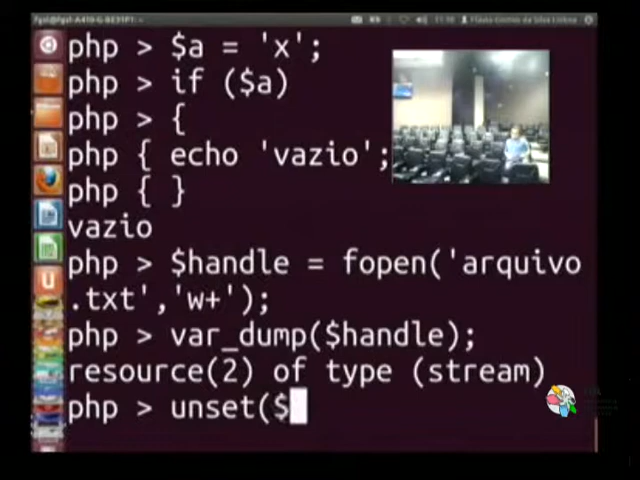 php > $a = 'x';
php > if ($a)
php > {
php { echo 'vazio';
php { }
vazio
php > $handle = fopen('arquivo
.txt','w+');
php > var_dump($handle);
resource(2) of type (stream)
php > unset($